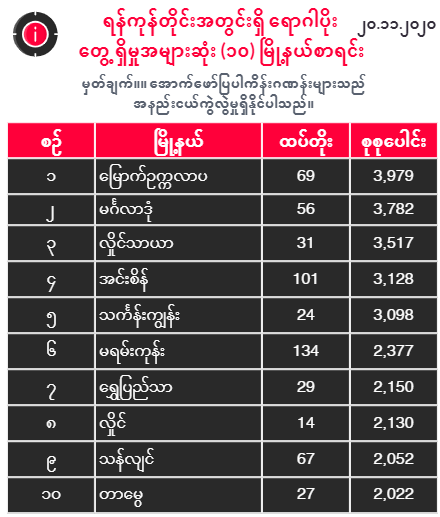 ရန်ကုန်တိုင်းအတွင်းရှိ ရောဂါပိုး
တွေ့ရှိမှုအများဆုံး (၁၀) မြို့နယ်စာရင်း
၂၀.၁၁.၂၀၂၀
မှတ်ချက်။ အောက်ဖော်ပြပါကိန်းဂဏန်းများသည်
အနည်းငယ်ကွဲလွဲမှုရှိနိုင်ပါသည်။
စဉ် မြို့နယ် ထပ်တိုး စုစုပေါင်း
၁ မြောက်ဥက္ကလာပ 69 3,979
၂ မင်္ဂလာဒုံ 56 3,782
၃ လှိုင်သာယာ 31 3,517
၄ အင်းစိန် 101 3,128
၅ သင်္ကန်းကျွန်း 24 3,098
၆ မရမ်းကုန်း 134 2,377
၇ ရွှေပြည်သာ 29 2,150
၈ လှိုင် 14 2,130
၉ သန်လျင် 67 2,052
၁၀ တာမွေ 27 2,022